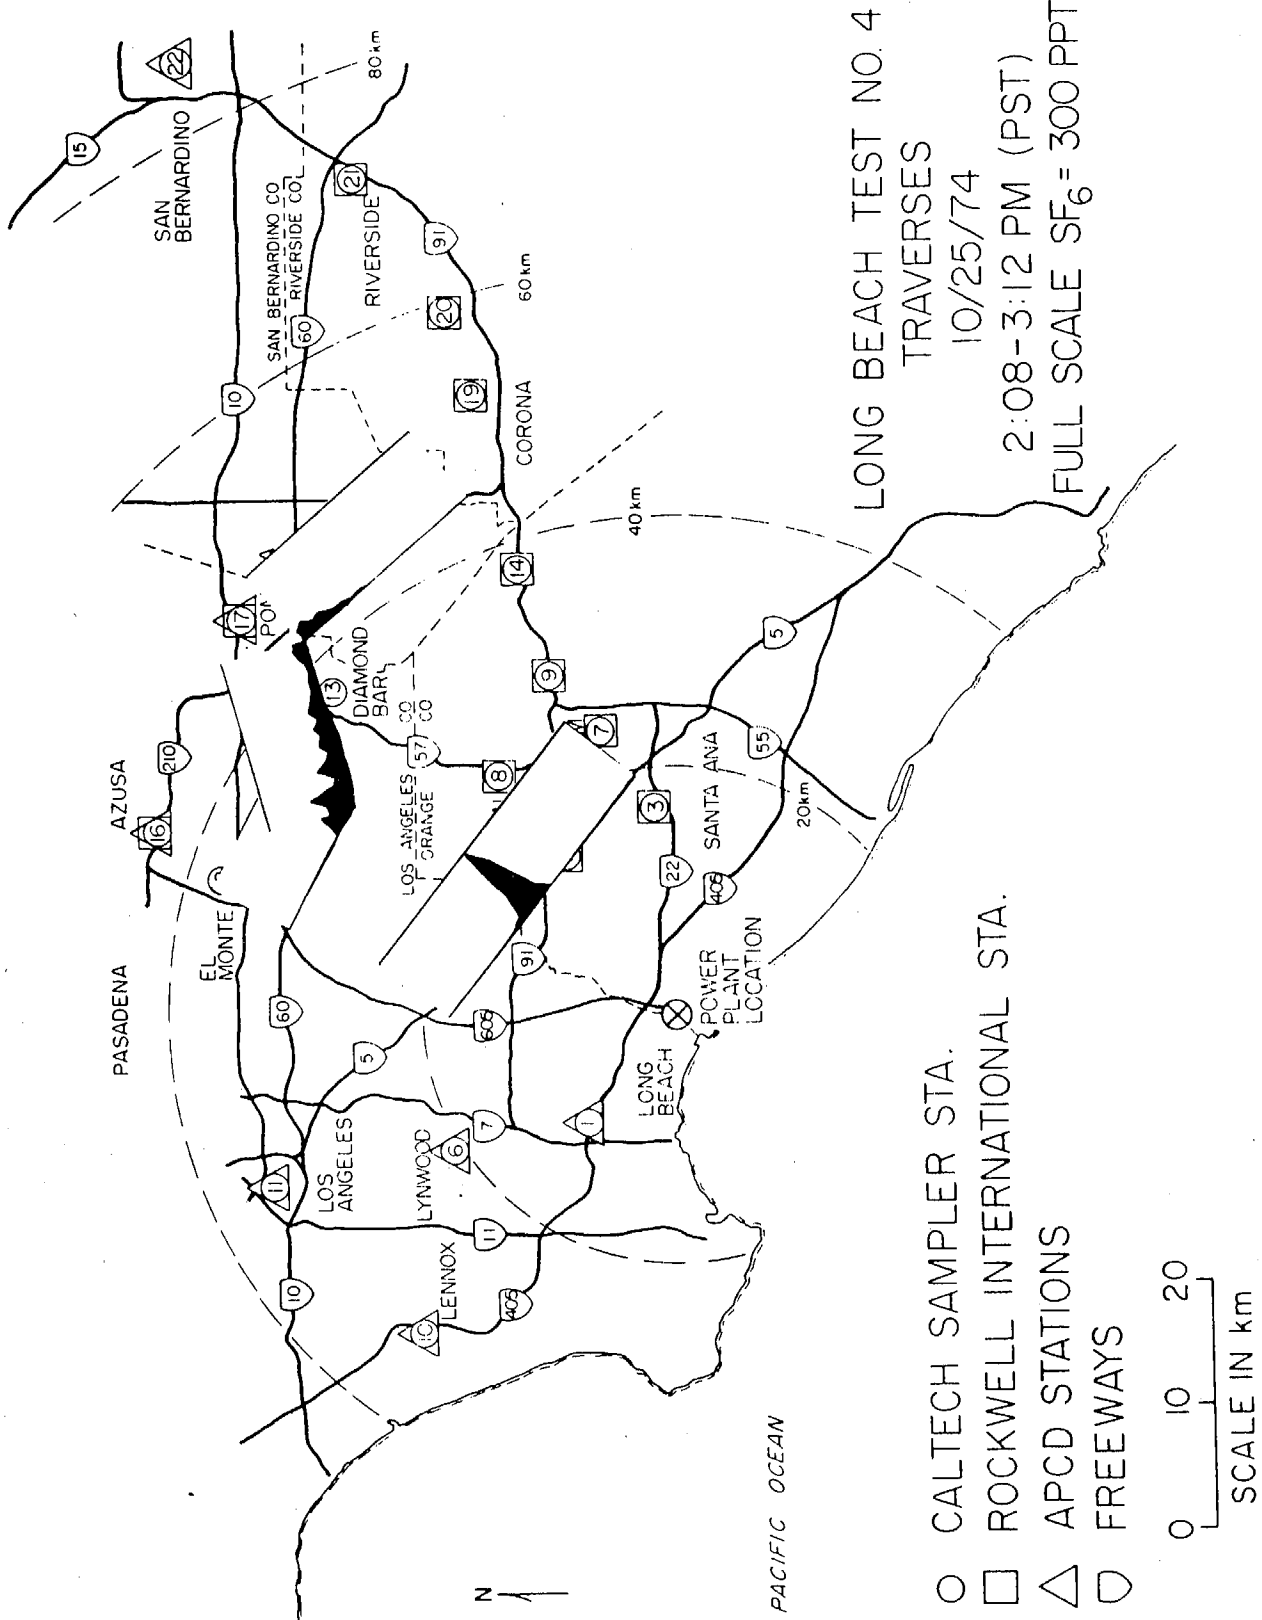 LONG BEACH TEST NO. 4
TRAVERSES
10/25/74
2:08-3:12 PM (PST)
FULL SCALE SF6 = 300 PPT
PASADENA
AZUSA
16
210
EL
MONTE
17
SAN
BERNARDINO
15
22
80 km
10
SAN BERNARDINO CO
RIVERSIDE CO
60
RIVERSIDE
21
91
60 km
20
19
CORONA
40 km
14
9
13
DIAMOND
BAR
57
8
7
LOS ANGELES CO
ORANGE CO
LOS
ANGELES
11
10
60
5
605
91
7
LYNWOOD
6
11
LENNOX
10
405
1
LONG
BEACH
POWER
PLANT
LOCATION
22
3
SANTA ANA
405
20km
55
5
PACIFIC OCEAN
N
CALTECH SAMPLER STA.
ROCKWELL INTERNATIONAL STA.
APCD STATIONS
FREEWAYS
0 10 20
SCALE IN km